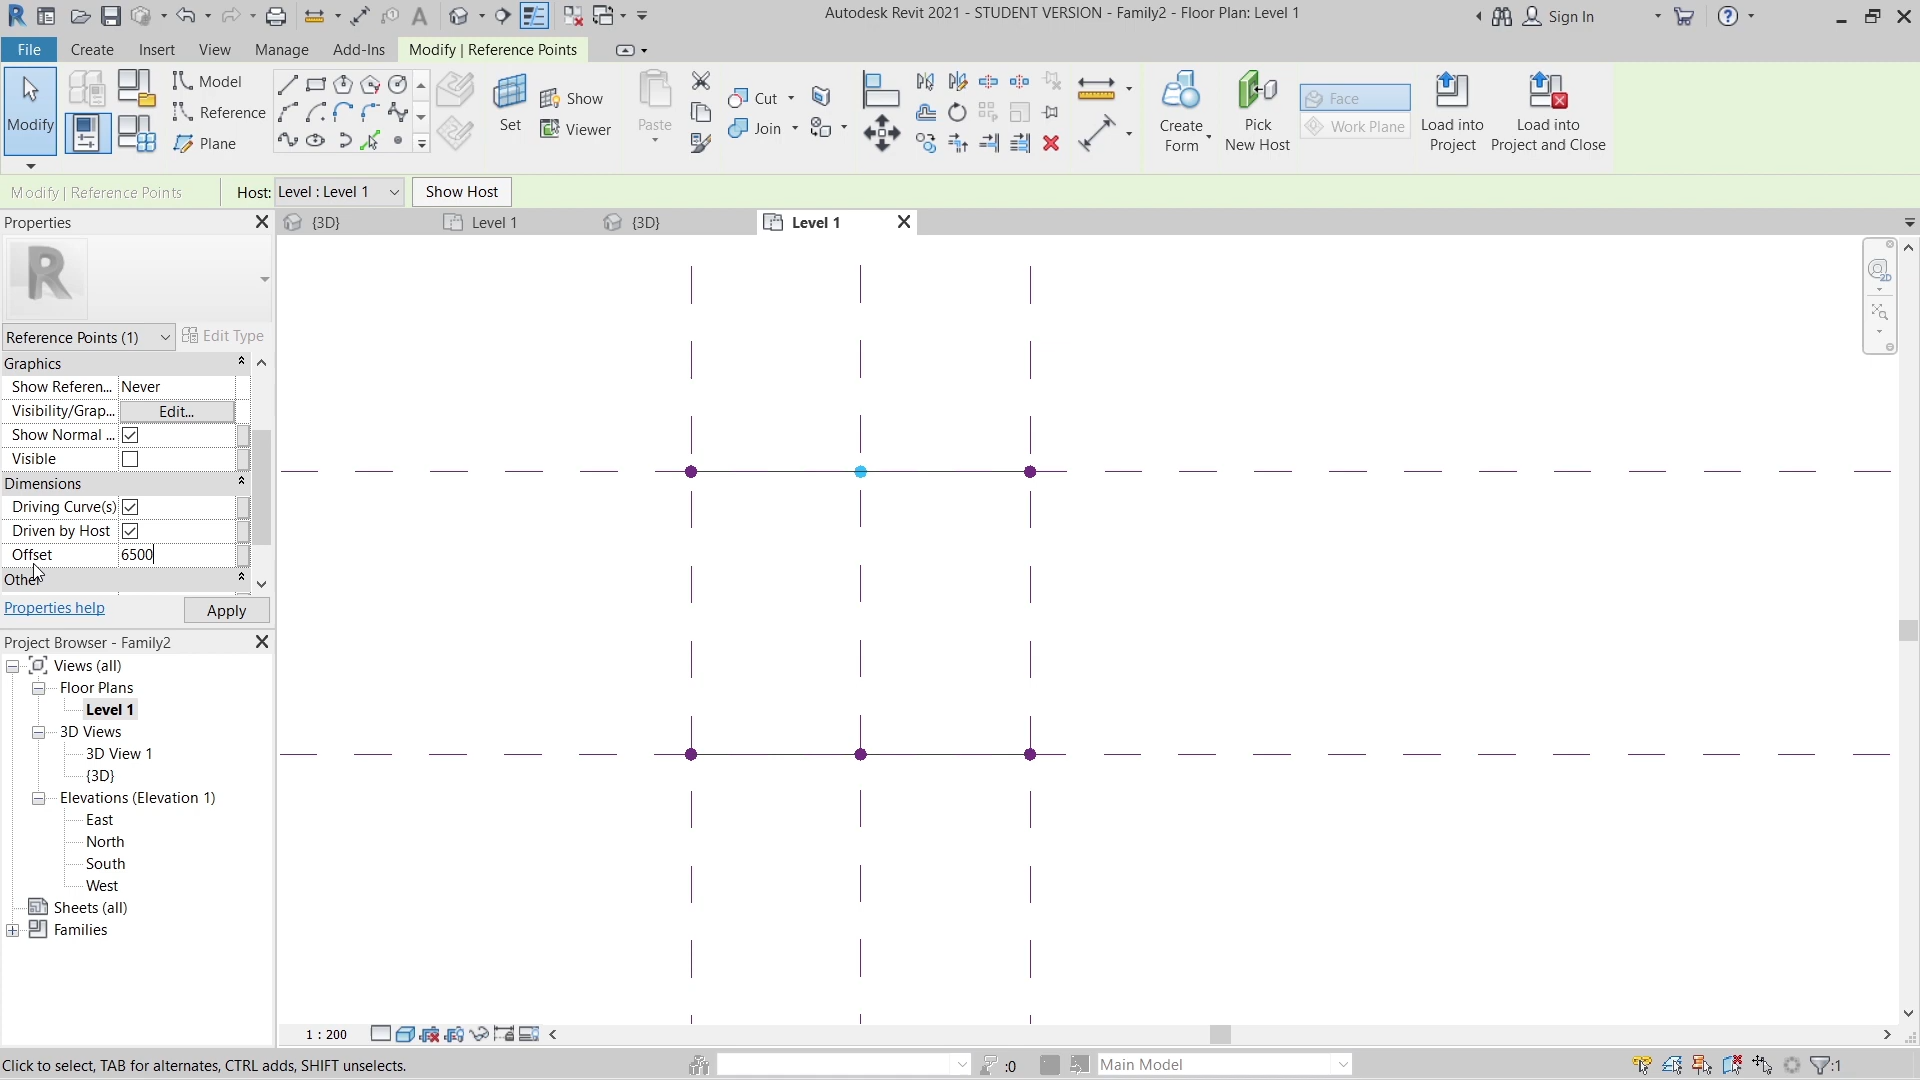 Autodesk Revit 2021 - STUDENT VERSION - Family2 - Floor Plan: Level 1
Sign In
File
Create
Insert
View
Manage
Add-Ins
Modify | Reference Points
Modify
Model
Reference
Plane
Set
Show
Viewer
Paste
Cut
Join
Create
Form
Pick
New Host
Face
Work Plane
Load into
Project
Load into
Project and Close
Modify | Reference Points
Host:
Level : Level 1
Show Host
Properties
{3D}
Level 1
{3D}
Level 1
2D
Reference Points (1)
Edit Type
Graphics
Show Referen... Never
Visibility/Grap... Edit...
Show Normal ...
Visible
Dimensions
Driving Curve(s)
Driven by Host
Offset 6500
Other
Properties help
Apply
Project Browser - Family2
Views (all)
Floor Plans
Level 1
3D Views
3D View 1
{3D}
Elevations (Elevation 1)
East
North
South
West
Sheets (all)
Families
1 : 200
Click to select, TAB for alternates, CTRL adds, SHIFT unselects.
:0
Main Model
:1